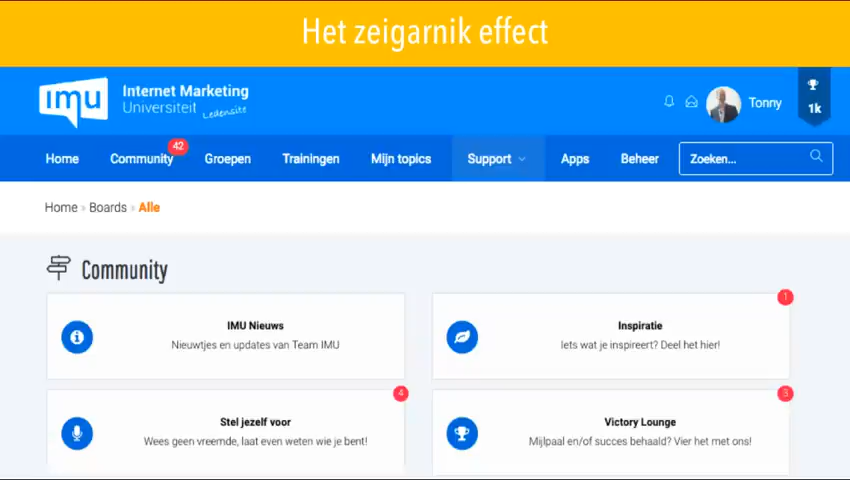 Het zeigarnik effect
imu Internet Marketing
Universiteit Ledensite
Tonny
1k
Home Community 42 Groepen Trainingen Mijn topics Support Apps Beheer Zoeken...
Home » Boards » Alle
Community
1
IMU Nieuws
Nieuwtjes en updates van Team IMU
Inspiratie
Iets wat je inspireert? Deel het hier!
4
3
Stel jezelf voor
Wees geen vreemde, laat even weten wie je bent!
Victory Lounge
Mijlpaal en/of succes behaald? Vier het met ons!